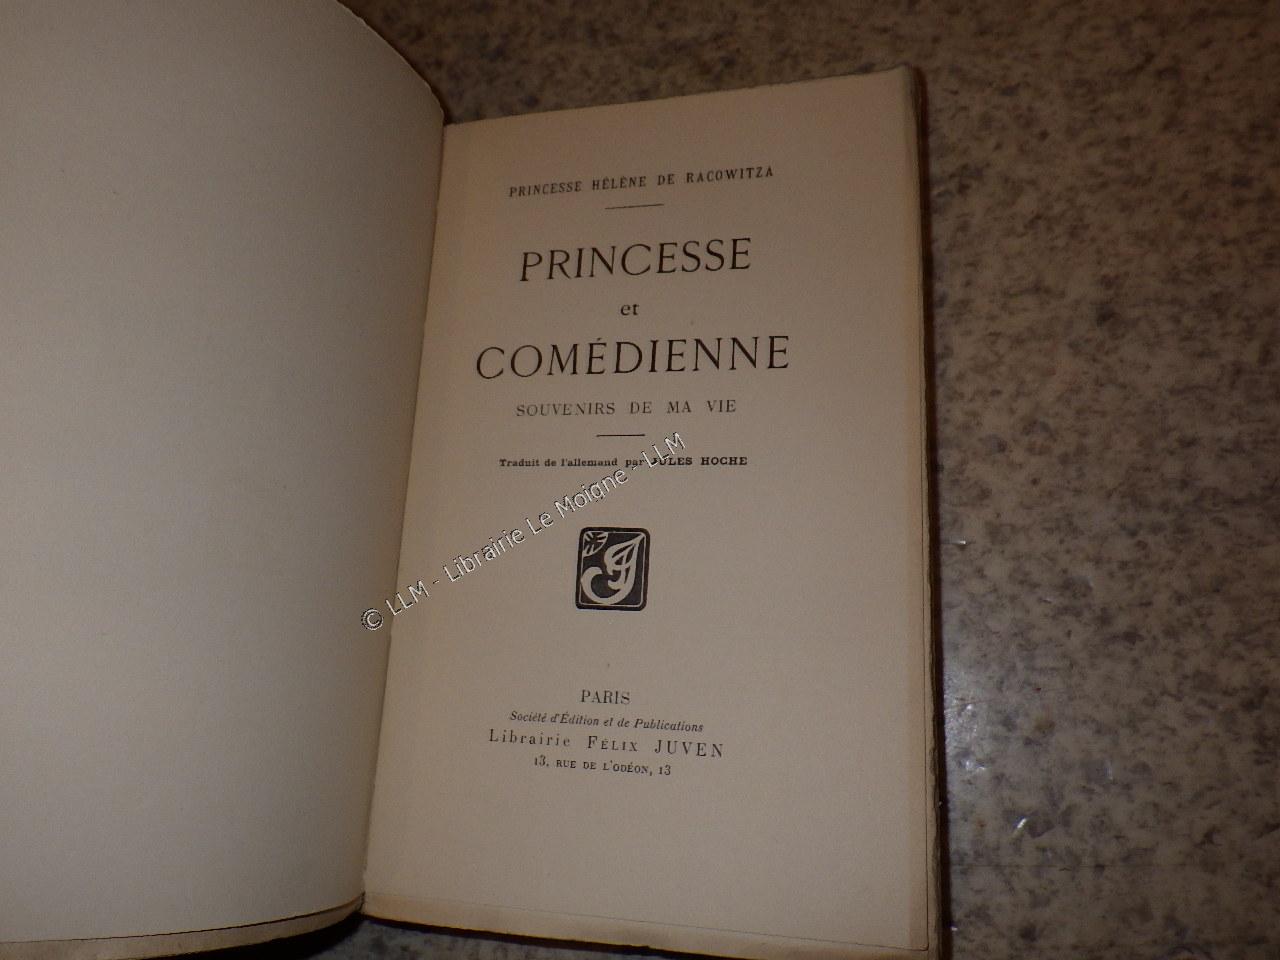 PRINCESSE HÉLÈNE DE RACOWITZA
PRINCESSE
et
COMÉDIENNE
SOUVENIRS DE MA VIE
Traduit de l'allemand par JULES HOCHE
© LLM - Librairie Le Moigne - LLM
PARIS
Société d'Édition et de Publications
Librairie FÉLIX JUVEN
13, RUE DE L'ODÉON, 13